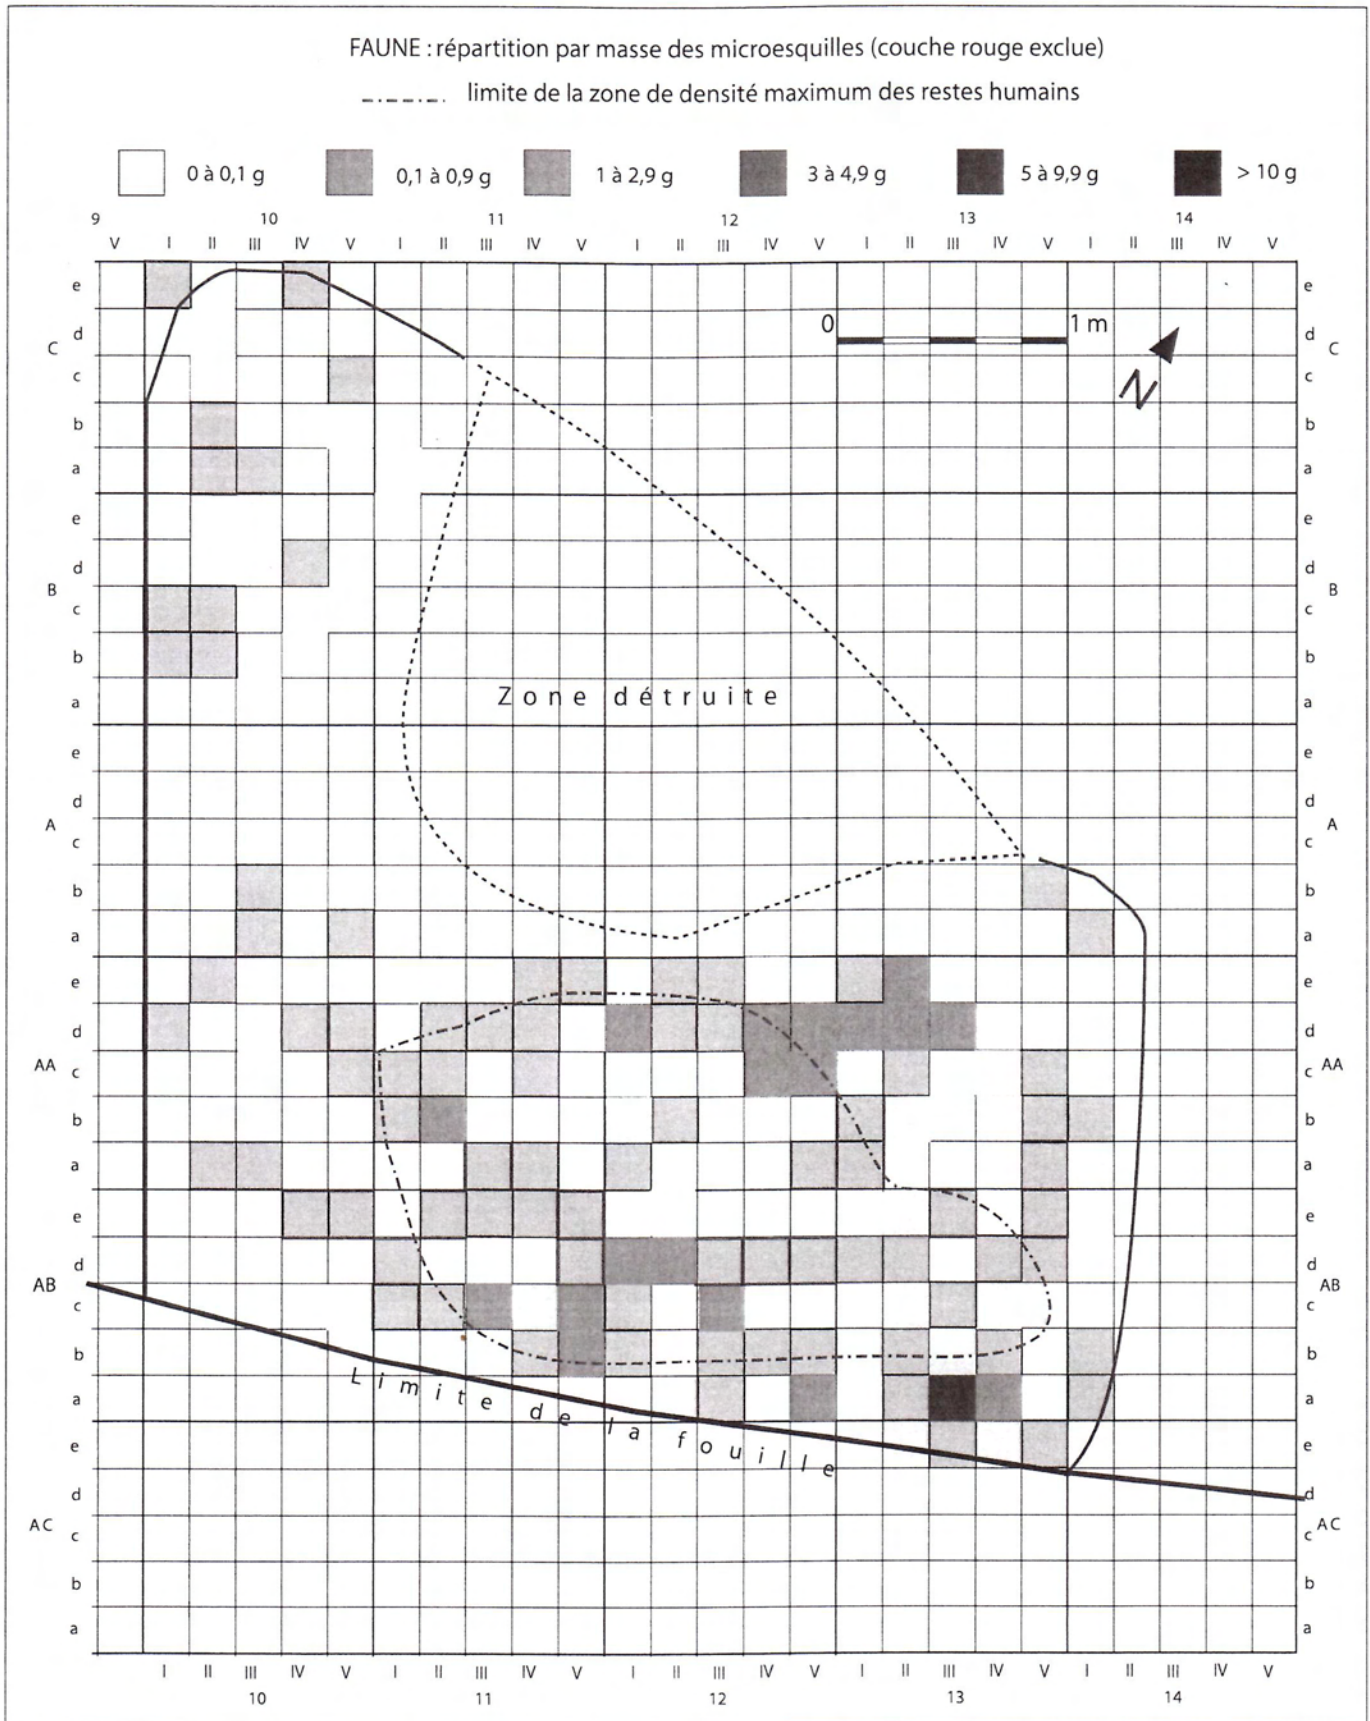 FAUNE : répartition par masse des microesquilles (couche rouge exclue)
limite de la zone de densité maximum des restes humains
0 à 0,1 g 0,1 à 0,9 g 1 à 2,9 g 3 à 4,9 g 5 à 9,9 g > 10 g
9 10 11 12 13 14
V I II III IV V I II III IV V I II III IV V I II III IV V I II III IV V
e e
0 1 m
d d
C C
c c
N
b b
a a
e e
d d
B B
c c
b b
Zone détruite
a a
e e
d d
A A
c c
b b
a a
e e
d d
AA AA
c c
b b
a a
e e
d d
AB AB
c c
b b
Limite de la fouille
a a
e e
d d
AC AC
c c
b b
a a
I II III IV V I II III IV V I II III IV V I II III IV V I II III IV V
10 11 12 13 14